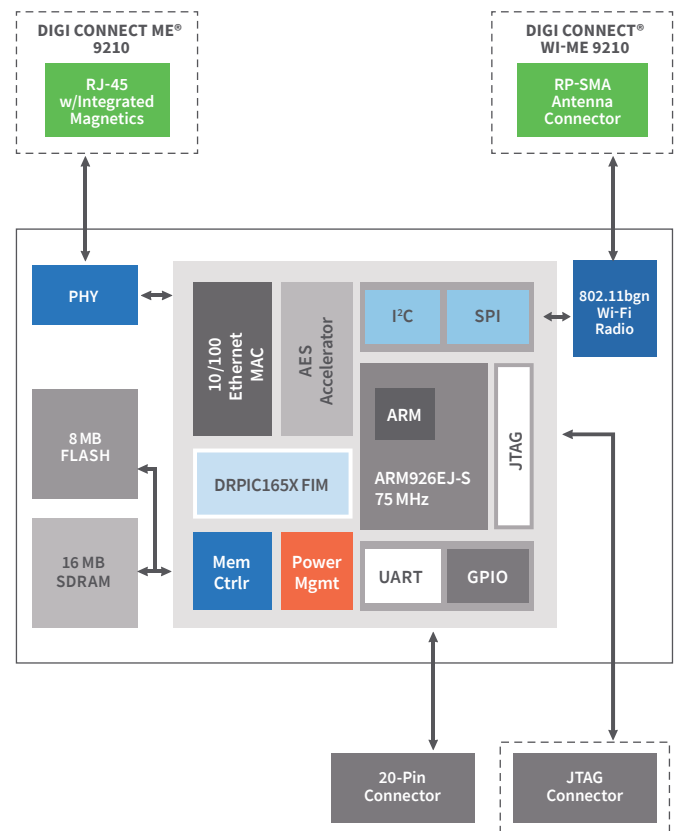 DIGI CONNECT ME®
9210
RJ-45
w/Integrated
Magnetics
DIGI CONNECT®
WI-ME 9210
RP-SMA
Antenna
Connector
PHY
10/100
Ethernet
MAC
AES
Accelerator
I²C
SPI
802.11bgn
Wi-Fi
Radio
8 MB
FLASH
ARM
ARM926EJ-S
75 MHz
JTAG
DRPIC165X FIM
16 MB
SDRAM
Mem
Ctrlr
Power
Mgmt
UART
GPIO
20-Pin
Connector
JTAG
Connector